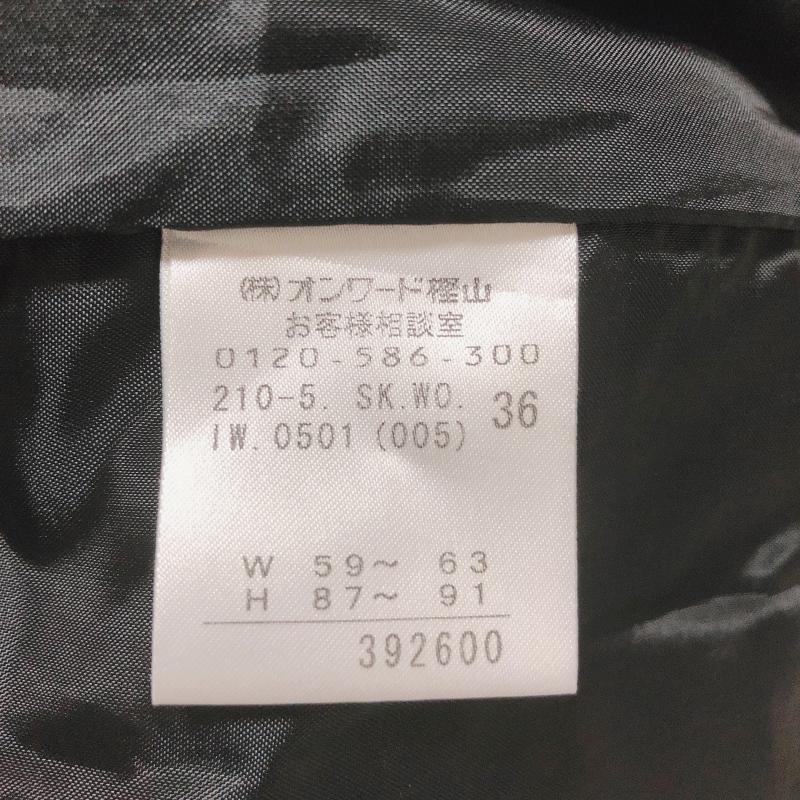 (株)オンワード樫山
お客様相談室
0120-586-300
210-5. SK.WO. 36
IW.0501 (005)
W 59～ 63
H 87～ 91
392600